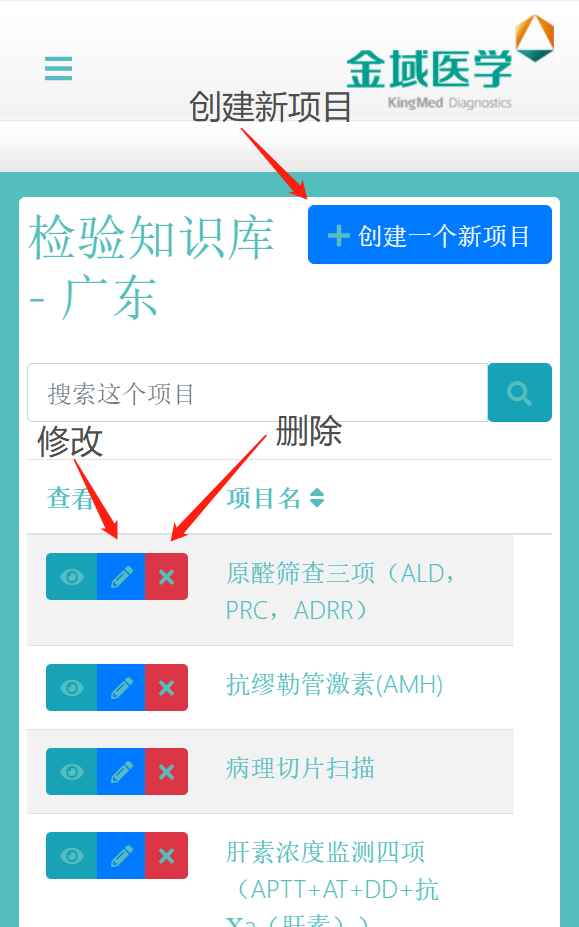 金域医学
KingMed Diagnostics
创建新项目
检验知识库
- 广东
创建一个新项目
搜索这个项目
修改
删除
查看
项目名
原醛筛查三项（ALD，
PRC，ADRR）
抗缪勒管激素(AMH)
病理切片扫描
肝素浓度监测四项
（APTT+AT+DD+抗
Xa（肝素））